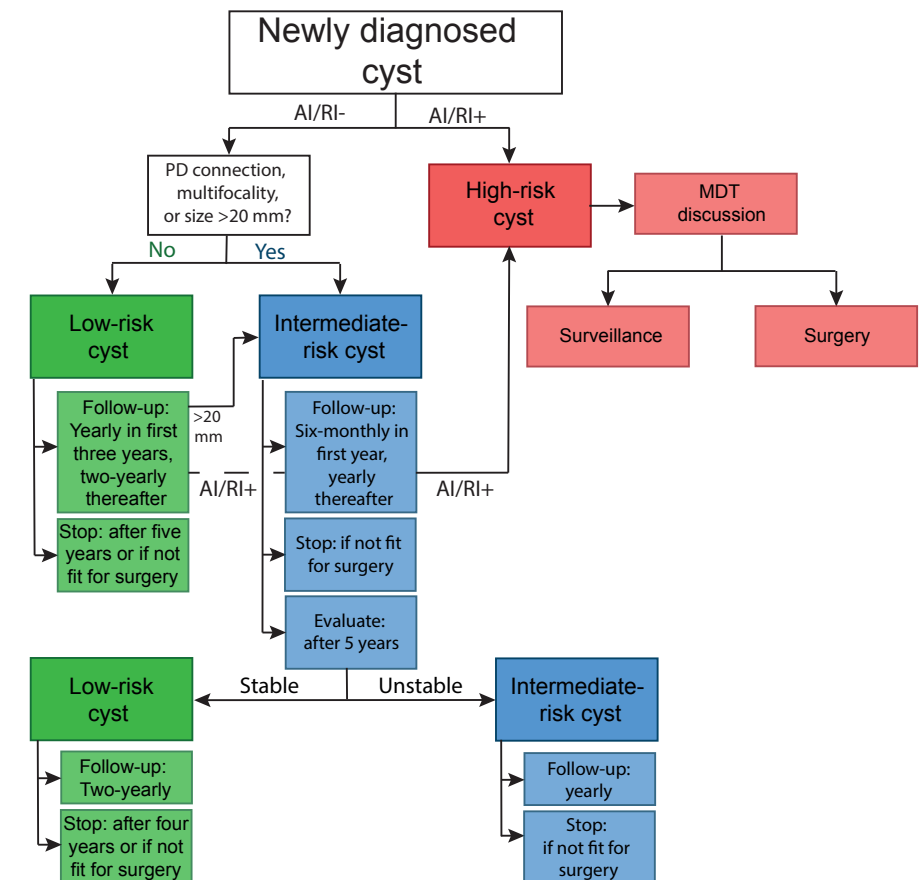 Newly diagnosed
cyst
AI/RI-
AI/RI+
PD connection,
multifocality,
or size >20 mm?
High-risk
cyst
MDT
discussion
No
Yes
Low-risk
cyst
Intermediate-
risk cyst
Surveillance
Surgery
Follow-up:
Yearly in first
three years,
two-yearly
thereafter
>20
mm
Follow-up:
Six-monthly in
first year,
yearly
thereafter
AI/RI+
AI/RI+
Stop: after five
years or if not
fit for surgery
Stop: if not fit
for surgery
Evaluate:
after 5 years
Low-risk
cyst
Stable
Unstable
Intermediate-
risk cyst
Follow-up:
Two-yearly
Follow-up:
yearly
Stop: after four
years or if not
fit for surgery
Stop:
if not fit for
surgery